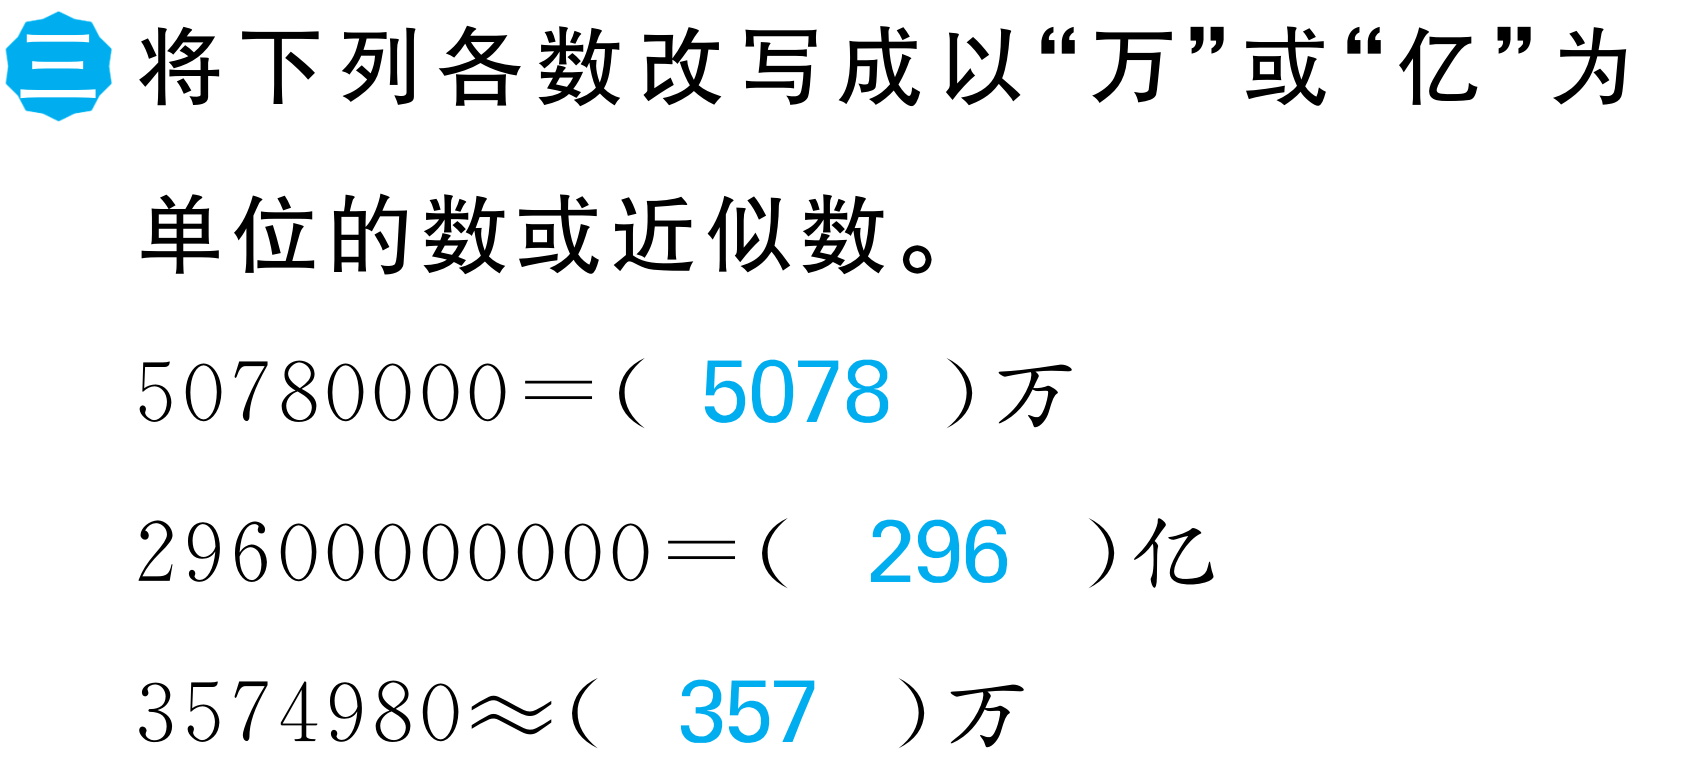 三 将下列各数改写成以“万”或“亿”为
单位的数或近似数。
50780000=( 5078 )万
29600000000=( 296 )亿
3574980≈( 357 )万